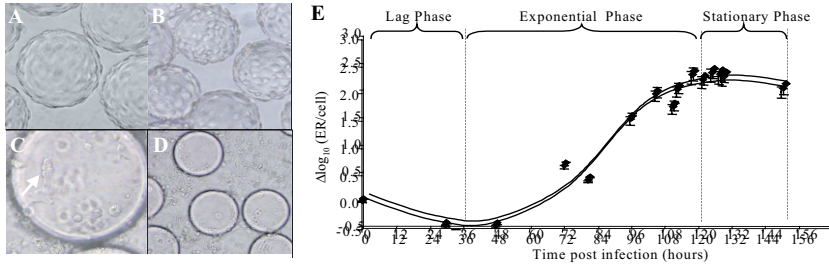 A
B
C
D
E
Lag Phase
Exponential Phase
Stationary Phase
Δlog10 (ER/cell)
3.0
2.5
2.0
1.5
1.0
0.5
0.0
-0.5
0 12 24 36 48 60 72 84 96 108 120 132 144 156
Time post infection (hours)